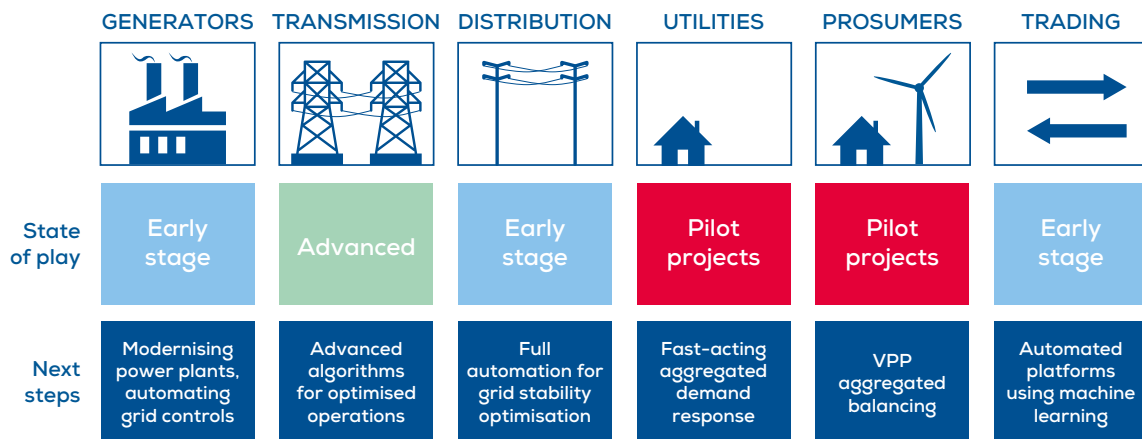 GENERATORS TRANSMISSION DISTRIBUTION UTILITIES PROSUMERS TRADING
State
of play
Early
stage
Advanced
Early
stage
Pilot
projects
Pilot
projects
Early
stage
Next
steps
Modernising
power plants,
automating
grid controls
Advanced
algorithms
for optimised
operations
Full
automation for
grid stability
optimisation
Fast-acting
aggregated
demand
response
VPP
aggregated
balancing
Automated
platforms
using machine
learning